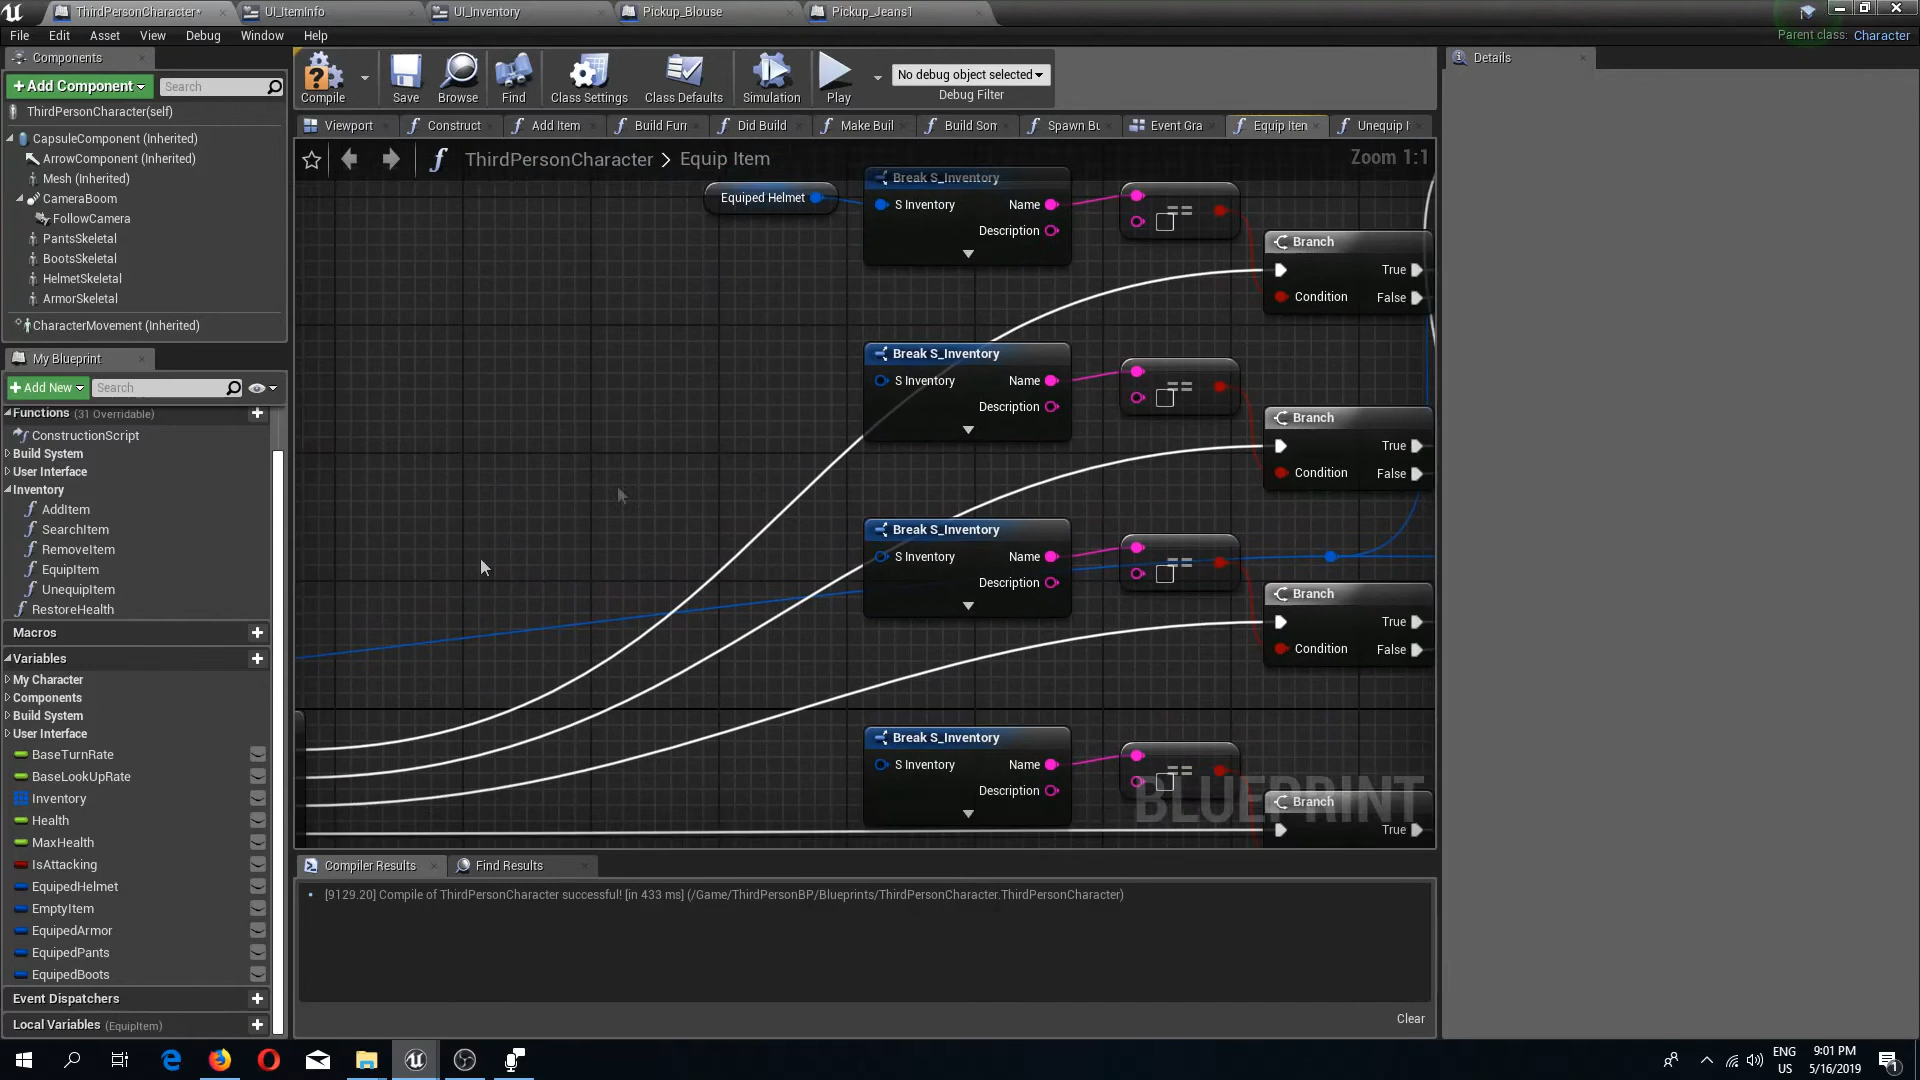 ThirdPersonCharacter*
UI_ItemInfo
UI_Inventory
Pickup_Blouse
Pickup_Jeans1
File
Edit
Asset
View
Debug
Window
Help
Parent class: Character
Components
+Add Component
Search
ThirdPersonCharacter(self)
CapsuleComponent (Inherited)
ArrowComponent (Inherited)
Mesh (Inherited)
CameraBoom
FollowCamera
PantsSkeletal
BootsSkeletal
HelmetSkeletal
ArmorSkeletal
CharacterMovement (Inherited)
My Blueprint
+Add New
Search
Functions (31 Overridable)
ConstructionScript
Build System
User Interface
Inventory
AddItem
SearchItem
RemoveItem
EquipItem
UnequipItem
RestoreHealth
Macros
Variables
My Character
Components
Build System
User Interface
BaseTurnRate
BaseLookUpRate
Inventory
Health
MaxHealth
IsAttacking
EquipedHelmet
EmptyItem
EquipedArmor
EquipedPants
EquipedBoots
Event Dispatchers
Local Variables (EquipItem)
Compile
Save
Browse
Find
Class Settings
Class Defaults
Simulation
Play
No debug object selected
Debug Filter
Viewport
Construct
Add Item
Build Furr
Did Build
Make Buil
Build Son
Spawn Bu
Event Gra
Equip Iten
Unequip I
ThirdPersonCharacter > Equip Item
Zoom 1:1
Equiped Helmet
Break S_Inventory
S Inventory
Name
Description
==
Branch
True
Condition
False
Break S_Inventory
S Inventory
Name
Description
==
Branch
True
Condition
False
Break S_Inventory
S Inventory
Name
Description
==
Branch
True
Condition
False
Break S_Inventory
S Inventory
Name
Description
==
Branch
True
BLUEPRINT
Compiler Results
Find Results
[9129.20] Compile of ThirdPersonCharacter successful! [in 433 ms] (/Game/ThirdPersonBP/Blueprints/ThirdPersonCharacter.ThirdPersonCharacter)
Clear
Details
ENG
US
9:01 PM
5/16/2019
1